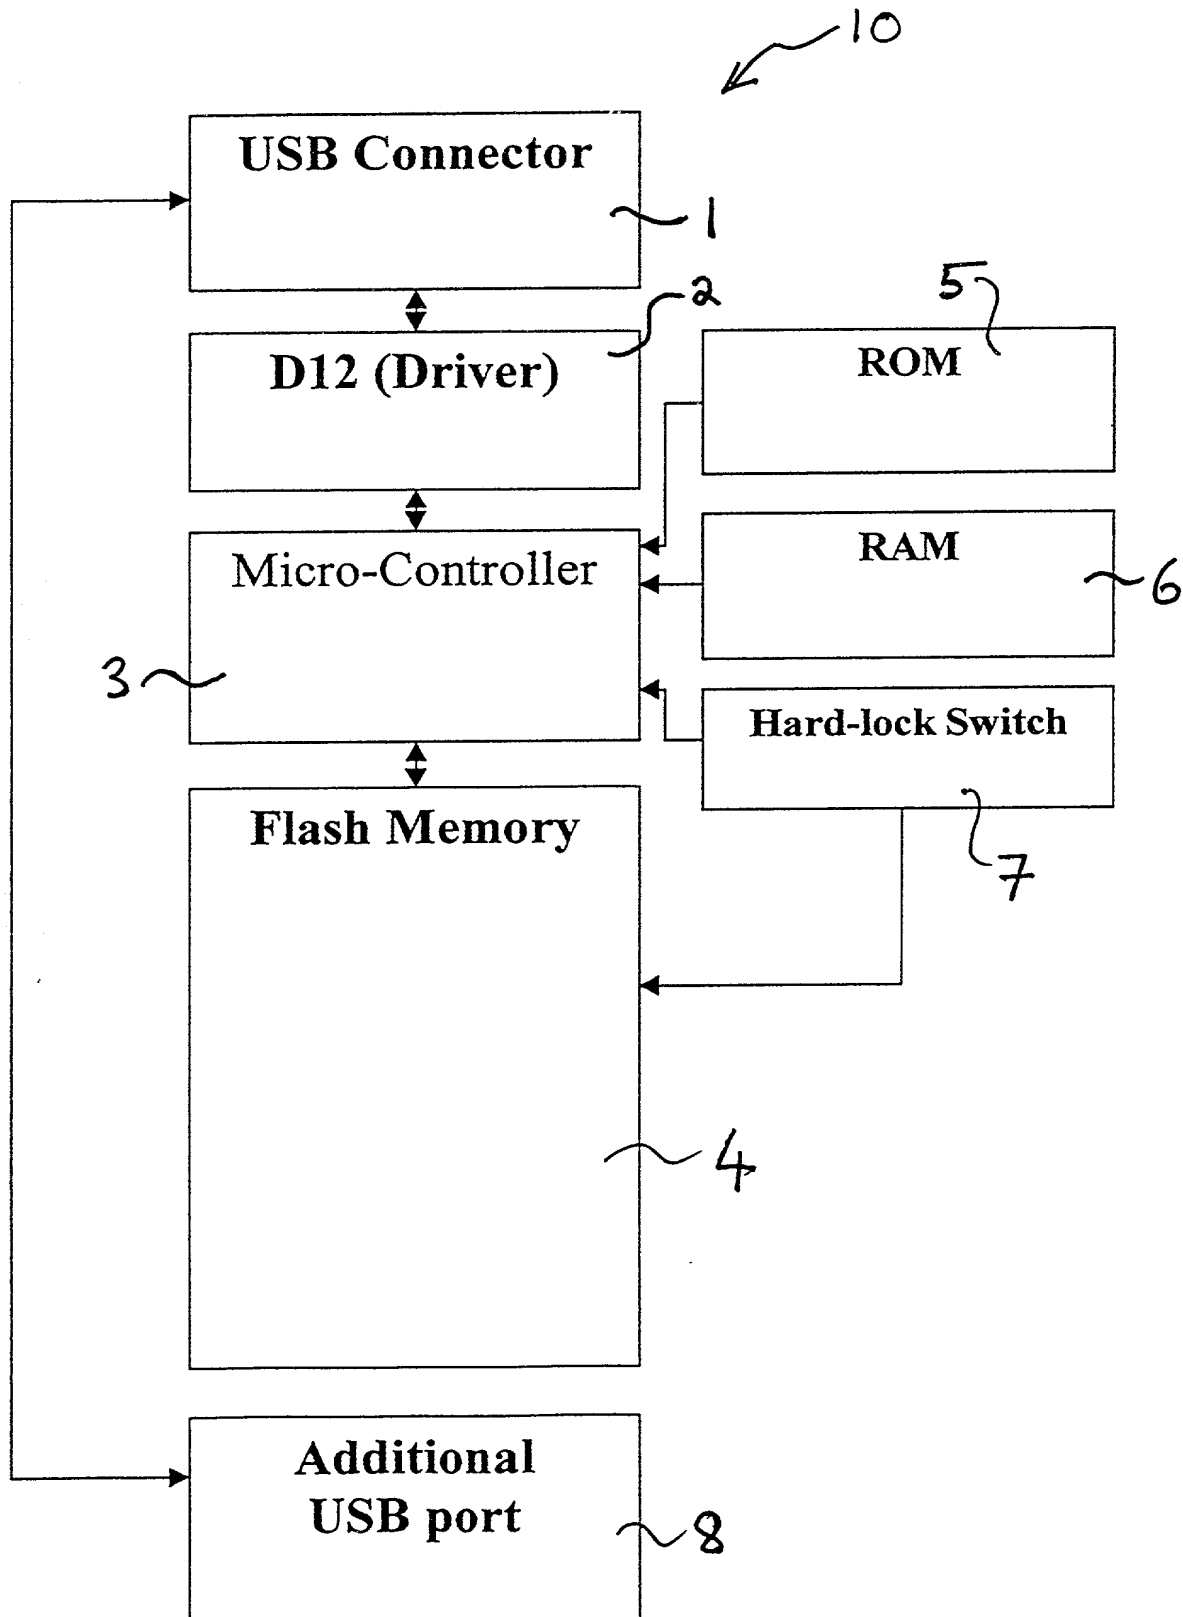 10
USB Connector
1
2
5
D12 (Driver)
ROM
Micro-Controller
RAM
6
3
Hard-lock Switch
7
Flash Memory
4
Additional
USB port
8